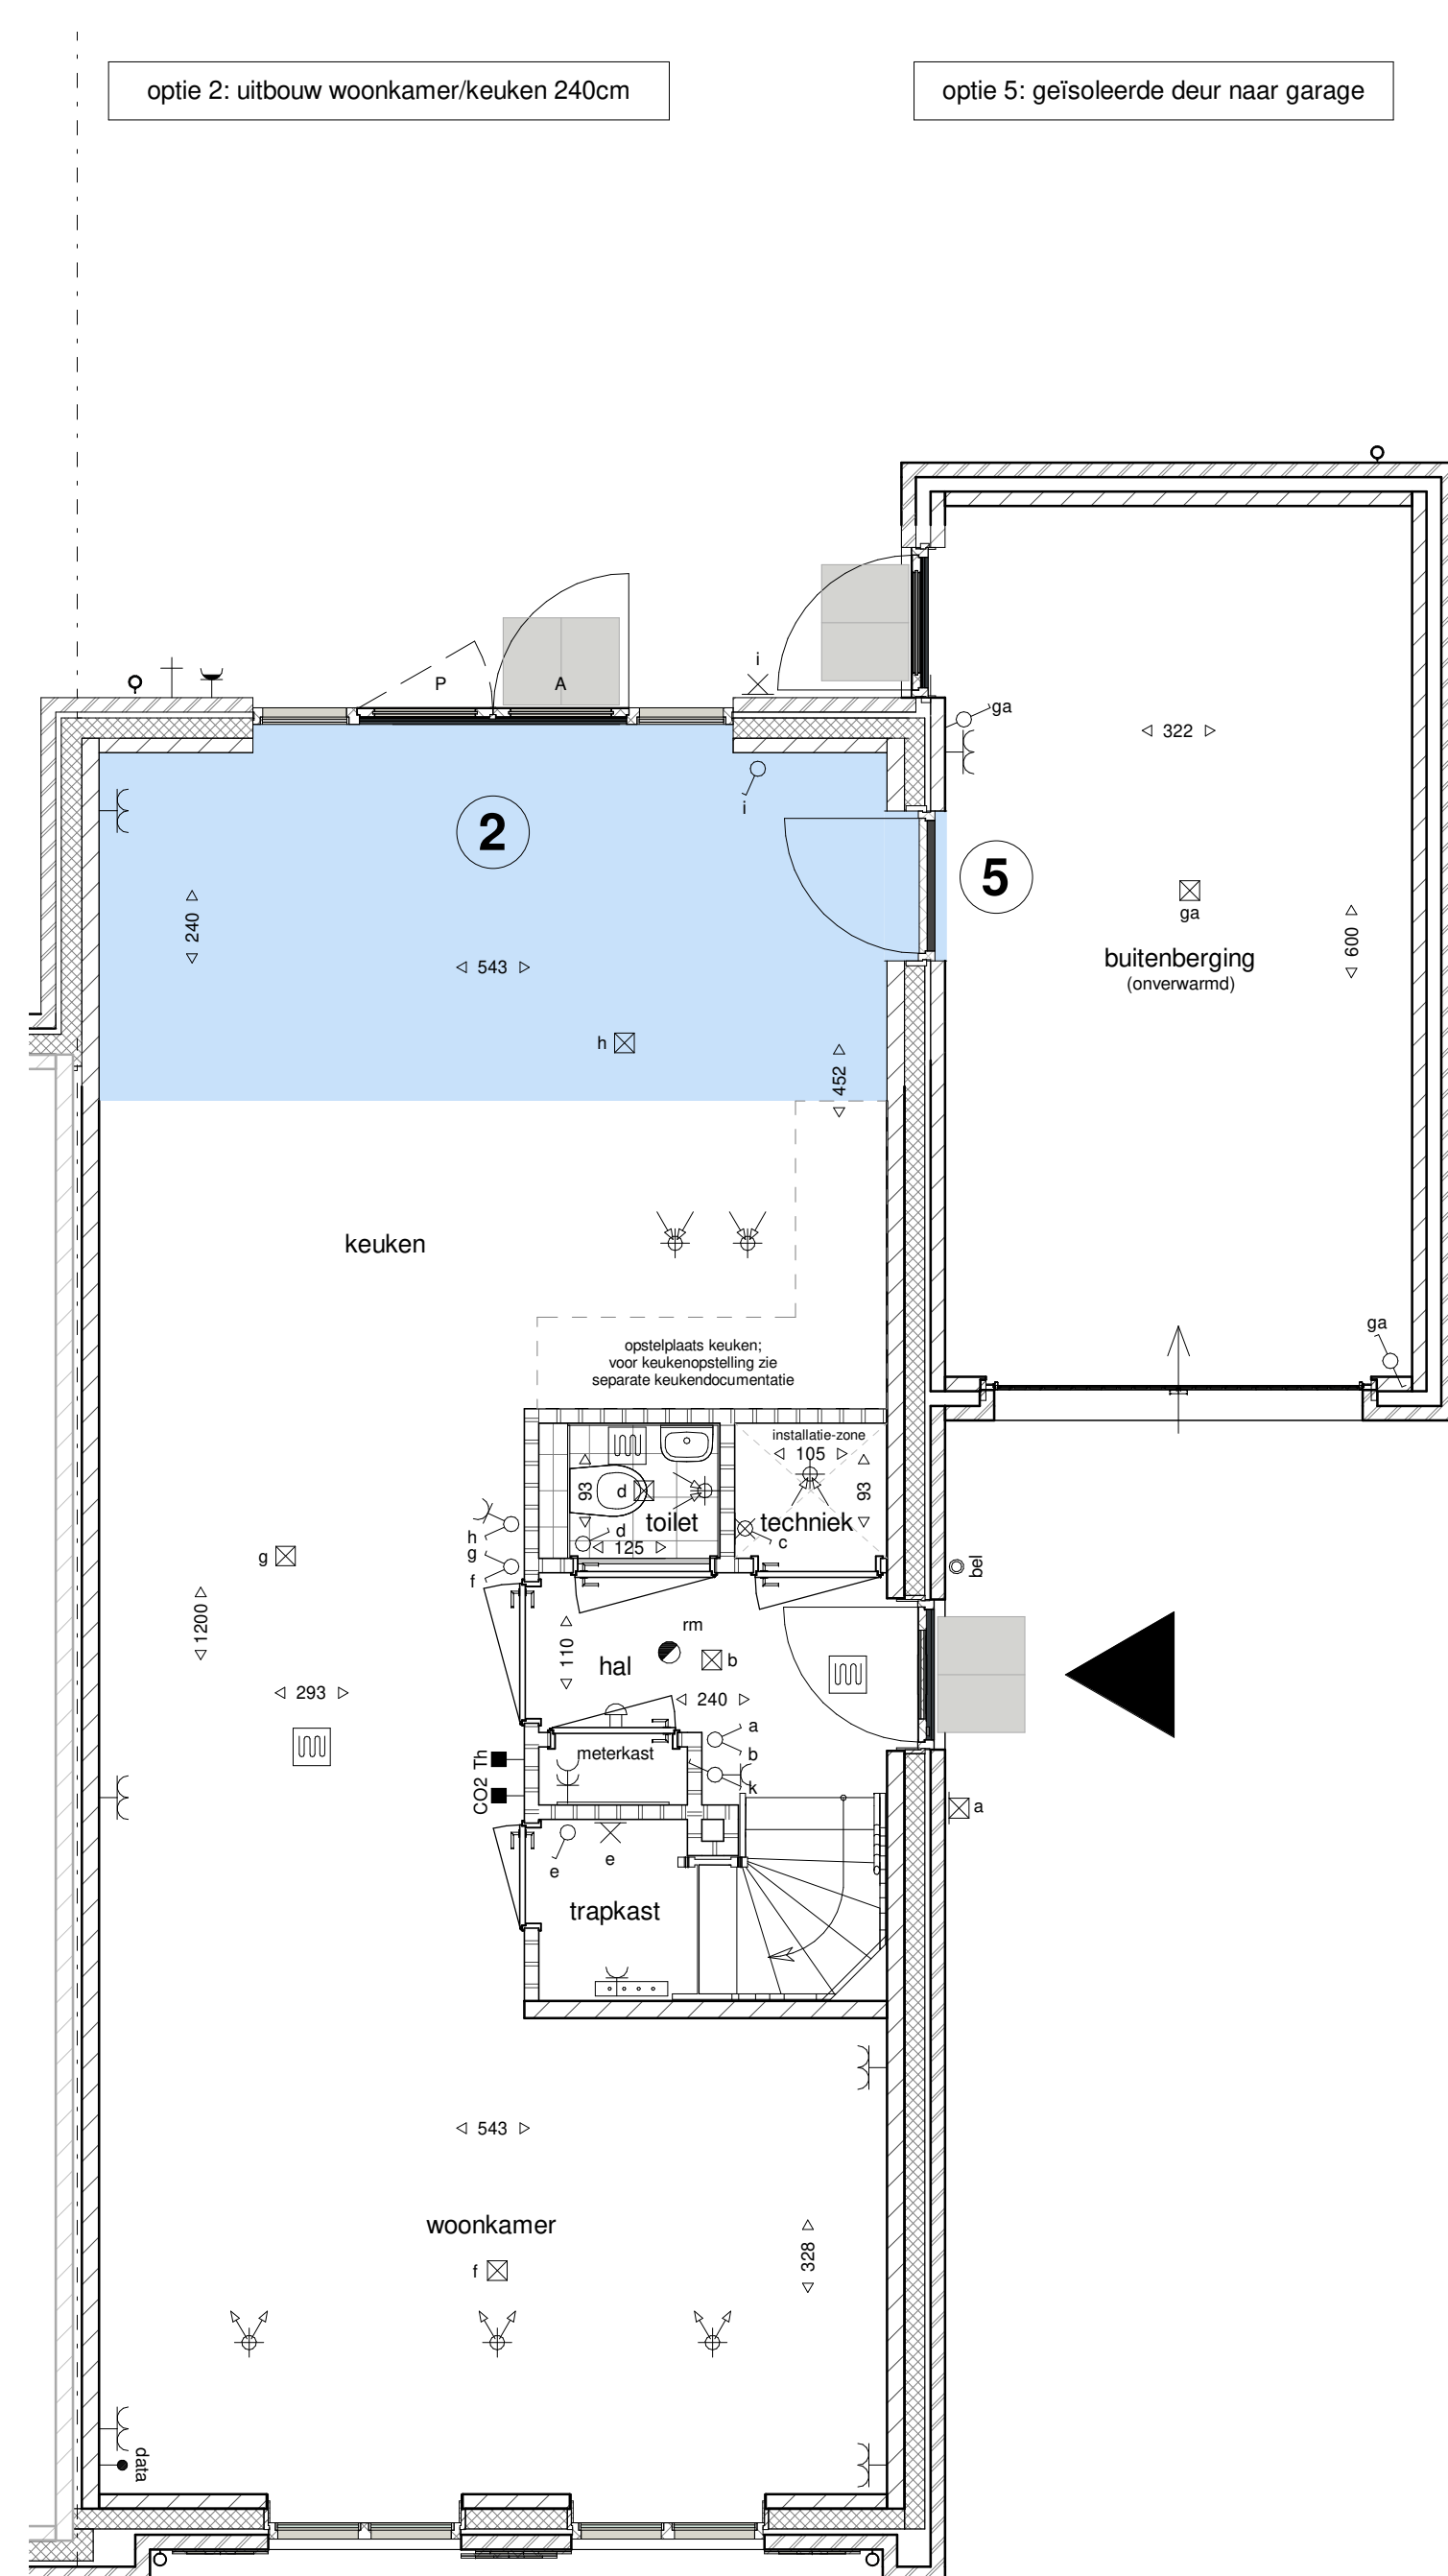 optie 2: uitbouw woonkamer/keuken 240cm
optie 5: geïsoleerde deur naar garage
P
A
i
ga
322
2
i
5
ga
240
543
buitenberging
(onverwarmd)
600
h
452
keuken
ga
opstelplaats keuken;
voor keukenopstelling zie
separate keukendocumentatie
installatie-zone
105
93
d
93
toilet
techniek
h
d
c
125
g
g
f
bel
1200
rm
110
hal
b
293
240
a
meterkast
b
Th
k
CO2
a
e
e
trapkast
543
woonkamer
328
f
data